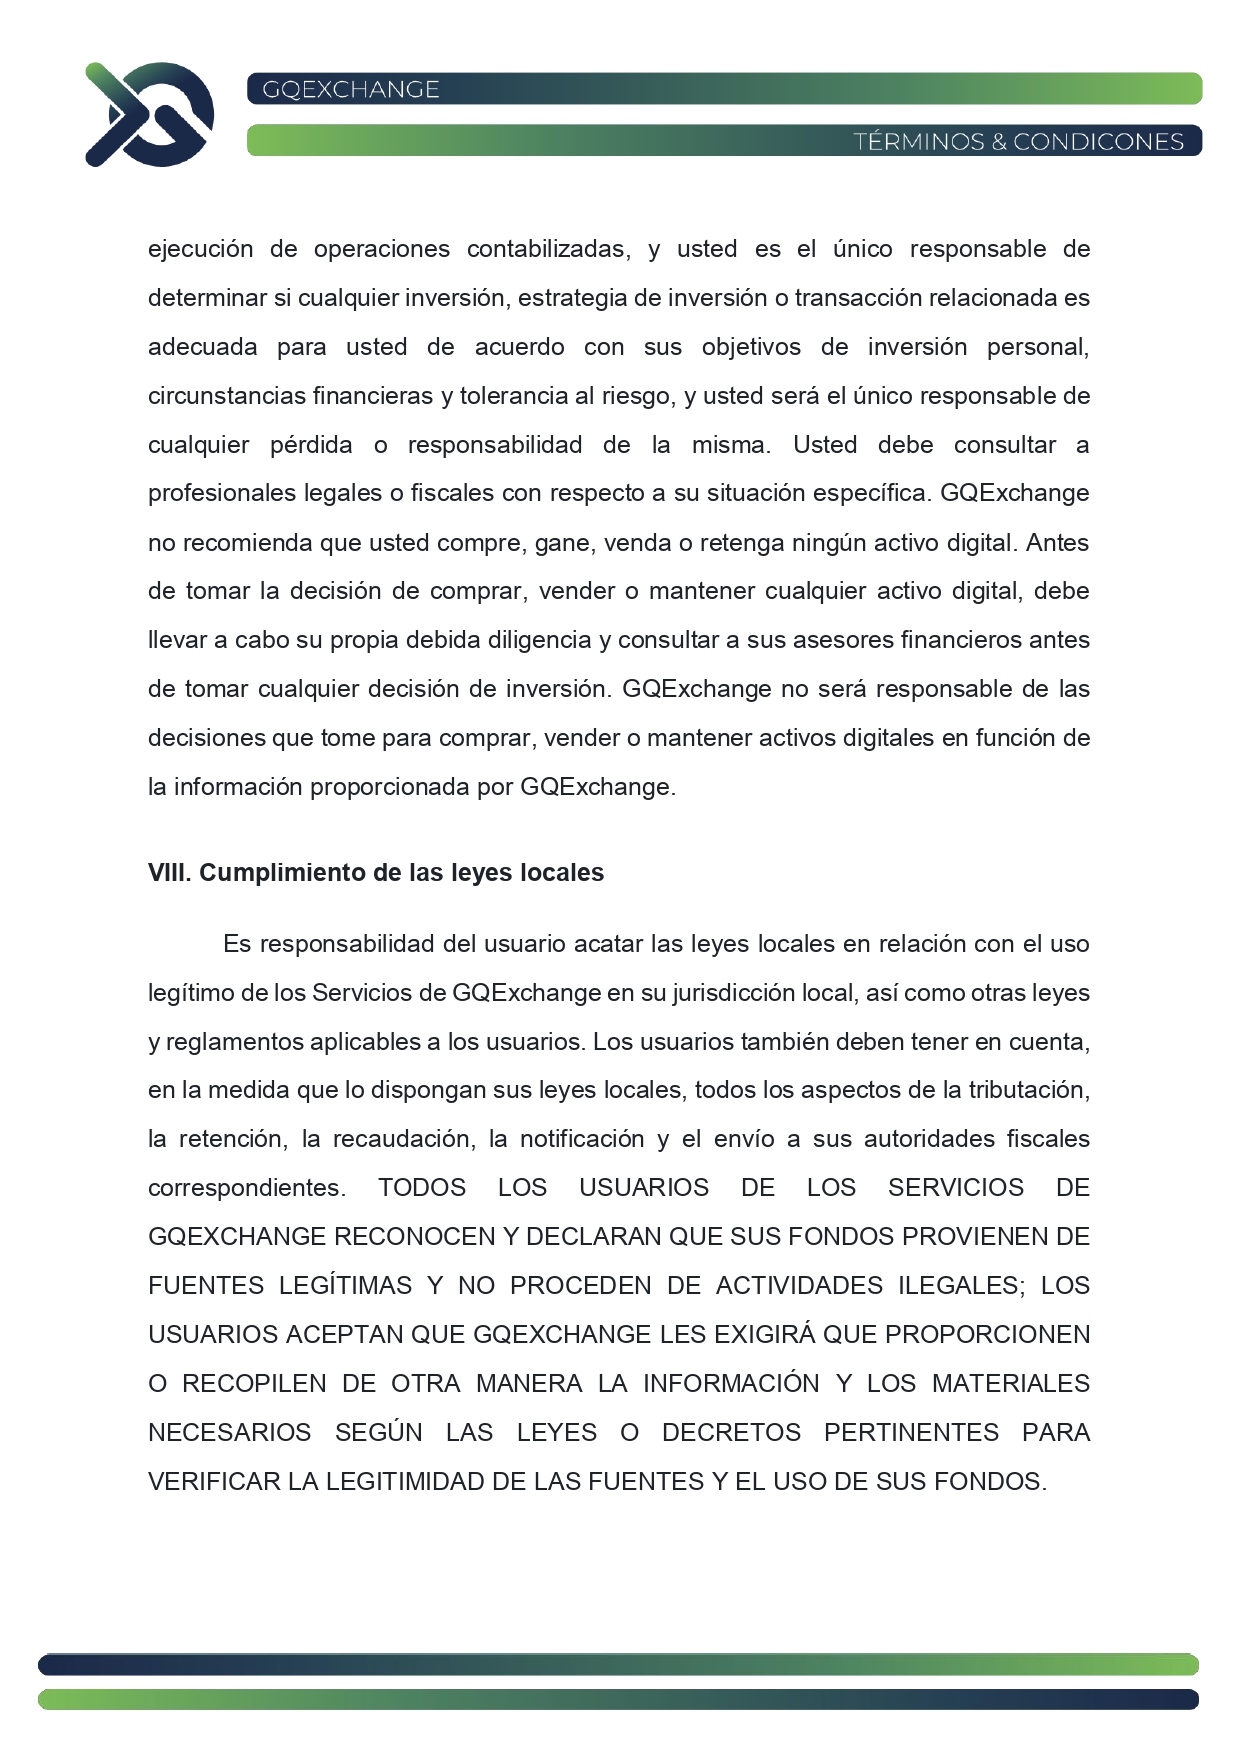 GQEXCHANGE
TÉRMINOS & CONDICONES
ejecución de operaciones contabilizadas, y usted es el único responsable de
determinar si cualquier inversión, estrategia de inversión o transacción relacionada es
adecuada para usted de acuerdo con sus objetivos de inversión personal,
circunstancias financieras y tolerancia al riesgo, y usted será el único responsable de
cualquier pérdida o responsabilidad de la misma. Usted debe consultar a
profesionales legales o fiscales con respecto a su situación específica. GQExchange
no recomienda que usted compre, gane, venda o retenga ningún activo digital. Antes
de tomar la decisión de comprar, vender o mantener cualquier activo digital, debe
llevar a cabo su propia debida diligencia y consultar a sus asesores financieros antes
de tomar cualquier decisión de inversión. GQExchange no será responsable de las
decisiones que tome para comprar, vender o mantener activos digitales en función de
la información proporcionada por GQExchange.
VIII. Cumplimiento de las leyes locales
Es responsabilidad del usuario acatar las leyes locales en relación con el uso
legítimo de los Servicios de GQExchange en su jurisdicción local, así como otras leyes
y reglamentos aplicables a los usuarios. Los usuarios también deben tener en cuenta,
en la medida que lo dispongan sus leyes locales, todos los aspectos de la tributación,
la retención, la recaudación, la notificación y el envío a sus autoridades fiscales
correspondientes. TODOS LOS USUARIOS DE LOS SERVICIOS DE
GQEXCHANGE RECONOCEN Y DECLARAN QUE SUS FONDOS PROVIENEN DE
FUENTES LEGÍTIMAS Y NO PROCEDEN DE ACTIVIDADES ILEGALES; LOS
USUARIOS ACEPTAN QUE GQEXCHANGE LES EXIGIRÁ QUE PROPORCIONEN
O RECOPILEN DE OTRA MANERA LA INFORMACIÓN Y LOS MATERIALES
NECESARIOS SEGÚN LAS LEYES O DECRETOS PERTINENTES PARA
VERIFICAR LA LEGITIMIDAD DE LAS FUENTES Y EL USO DE SUS FONDOS.